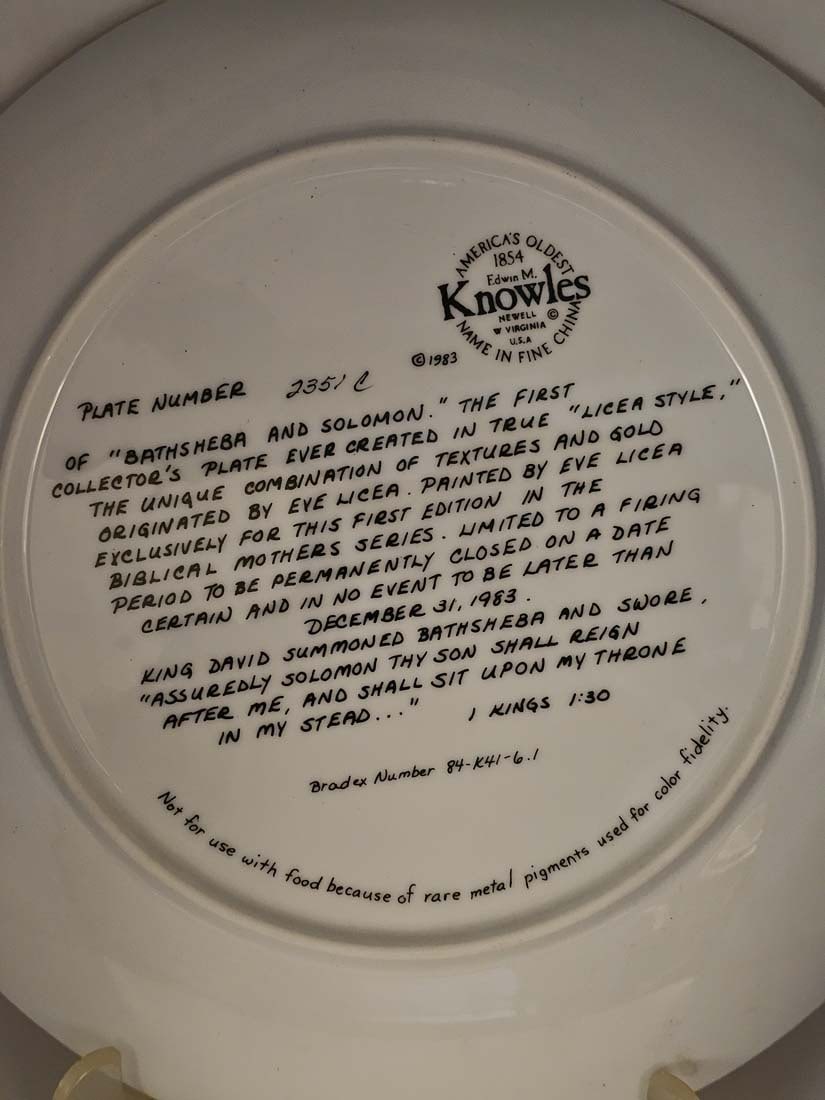 AMERICA'S OLDEST
1854
Edwin M.
Knowles
NEWELL ©
W VIRGINIA
U.S.A
NAME IN FINE CHINA
© 1983
PLATE NUMBER 2351 C
OF "BATHSHEBA AND SOLOMON." THE FIRST
COLLECTOR'S PLATE EVER CREATED IN TRUE "LICEA STYLE,"
THE UNIQUE COMBINATION OF TEXTURES AND GOLD
ORIGINATED BY EVE LICEA. PAINTED BY EVE LICEA
EXCLUSIVELY FOR THIS FIRST EDITION IN THE
BIBLICAL MOTHERS SERIES. LIMITED TO A FIRING
PERIOD TO BE PERMANENTLY CLOSED ON A DATE
CERTAIN AND IN NO EVENT TO BE LATER THAN
DECEMBER 31, 1983.
KING DAVID SUMMONED BATHSHEBA AND SWORE,
"ASSUREDLY SOLOMON THY SON SHALL REIGN
AFTER ME, AND SHALL SIT UPON MY THRONE
IN MY STEAD..." 1 KINGS 1:30
Bradex Number 84-K41-6.1
Not for use with food because of rare metal pigments used for color fidelity.